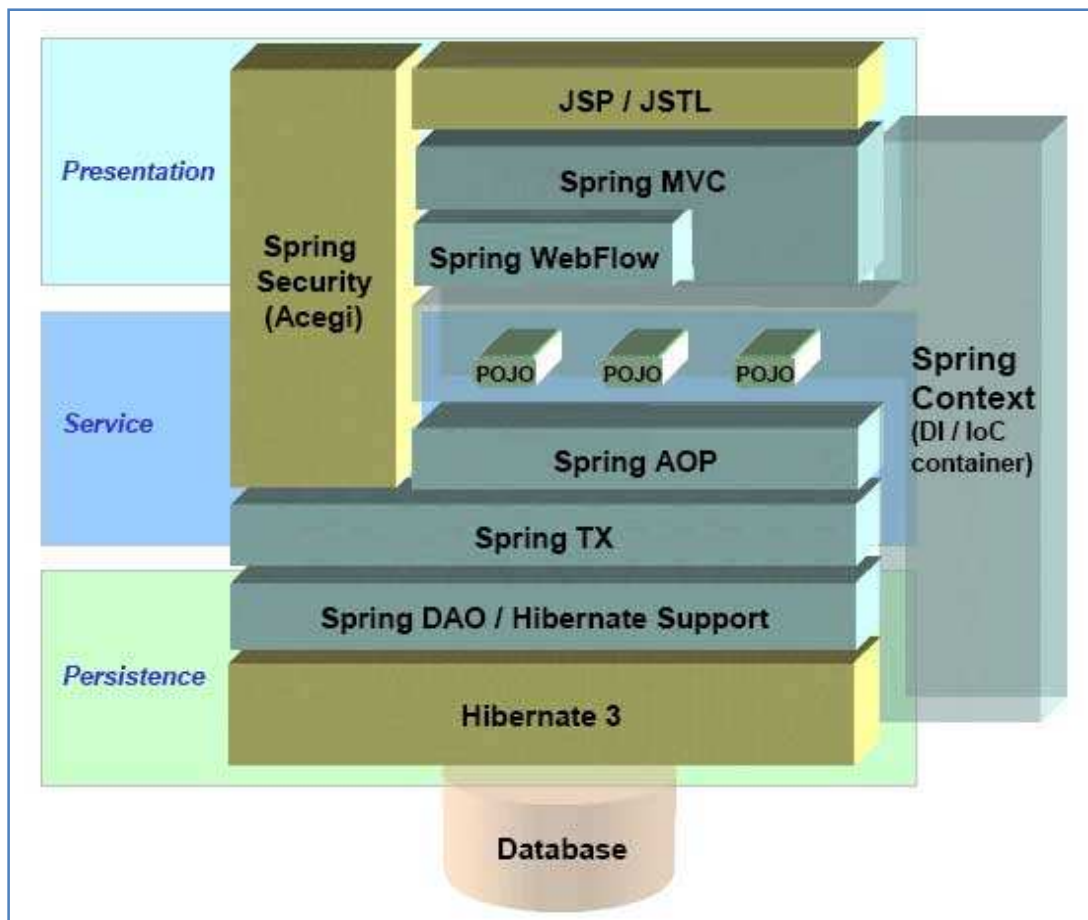 JSP / JSTL
Presentation
Spring MVC
Spring WebFlow
Spring
Security
(Acegi)
POJO
POJO
POJO
Spring
Context
(DI / IoC
container)
Service
Spring AOP
Spring TX
Spring DAO / Hibernate Support
Persistence
Hibernate 3
Database